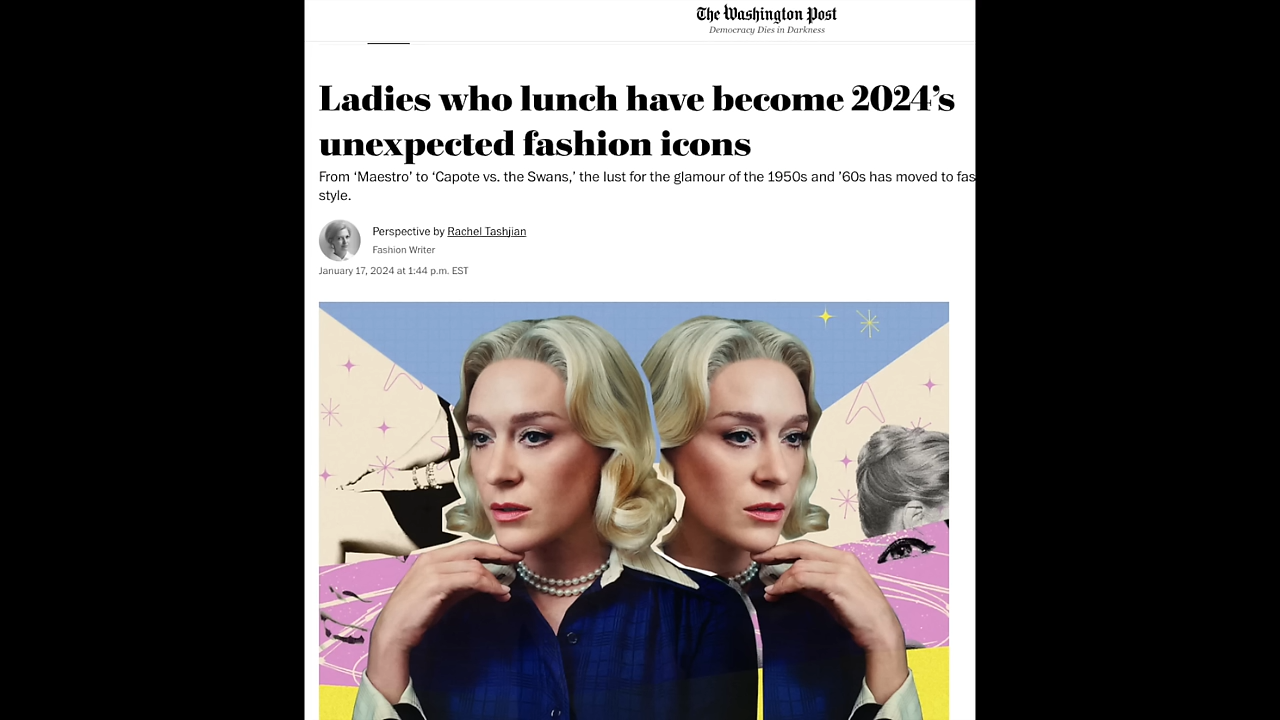 The Washington Post
Democracy Dies in Darkness
Ladies who lunch have become 2024’s
unexpected fashion icons
From ‘Maestro’ to ‘Capote vs. the Swans,’ the lust for the glamour of the 1950s and ’60s has moved to fas
style.
Perspective by Rachel Tashjian
Fashion Writer
January 17, 2024 at 1:44 p.m. EST